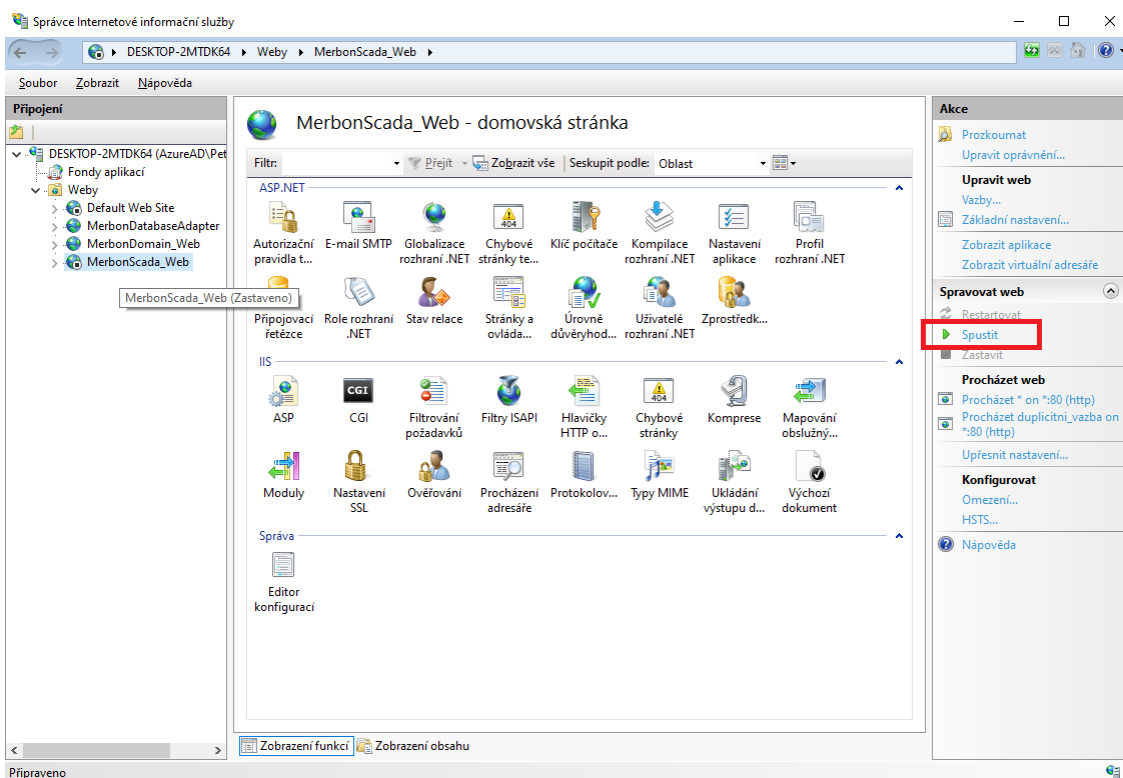 Správce Internetové informační služby
DESKTOP-2MTDK64 Weby MerbonScada_Web
Soubor Zobrazit Nápověda
Připojení
DESKTOP-2MTDK64 (AzureAD\Pet
Fondy aplikací
Weby
Default Web Site
MerbonDatabaseAdapter
MerbonDomain_Web
MerbonScada_Web
MerbonScada_Web (Zastaveno)
MerbonScada_Web - domovská stránka
Filtr: Přejít Zobrazit vše Seskupit podle: Oblast
ASP.NET
Autorizační E-mail SMTP Globalizace Chybové Klíč počítače Kompilace Nastavení Profil
pravidla t... rozhraní .NET stránky te... rozhraní .NET aplikace rozhraní .NET
Připojovací Role rozhraní Stav relace Stránky a Úrovně Uživatelé Zprostředk...
řetězce .NET ovláda... důvěryhod... rozhraní .NET
IIS
404
CGI
ASP CGI Filtrování Filtry ISAPI Hlavičky Chybové Komprese Mapování
požadavků HTTP o... stránky obslužný...
404
Moduly Nastavení Ověřování Procházení Protokolov... Typy MIME Ukládání Výchozí
SSL adresáře výstupu d... dokument
Správa
Editor
konfigurací
Zobrazení funkcí Zobrazení obsahu
Akce
Prozkoumat
Upravit oprávnění...
Upravit web
Vazby...
Základní nastavení...
Zobrazit aplikace
Zobrazit virtuální adresáře
Spravovat web
Restartovat
Spustit
Zastavit
Procházet web
Procházet * on *:80 (http)
Procházet duplicitni_vazba on
*:80 (http)
Upřesnit nastavení...
Konfigurovat
Omezení...
HSTS...
Nápověda
Připraveno